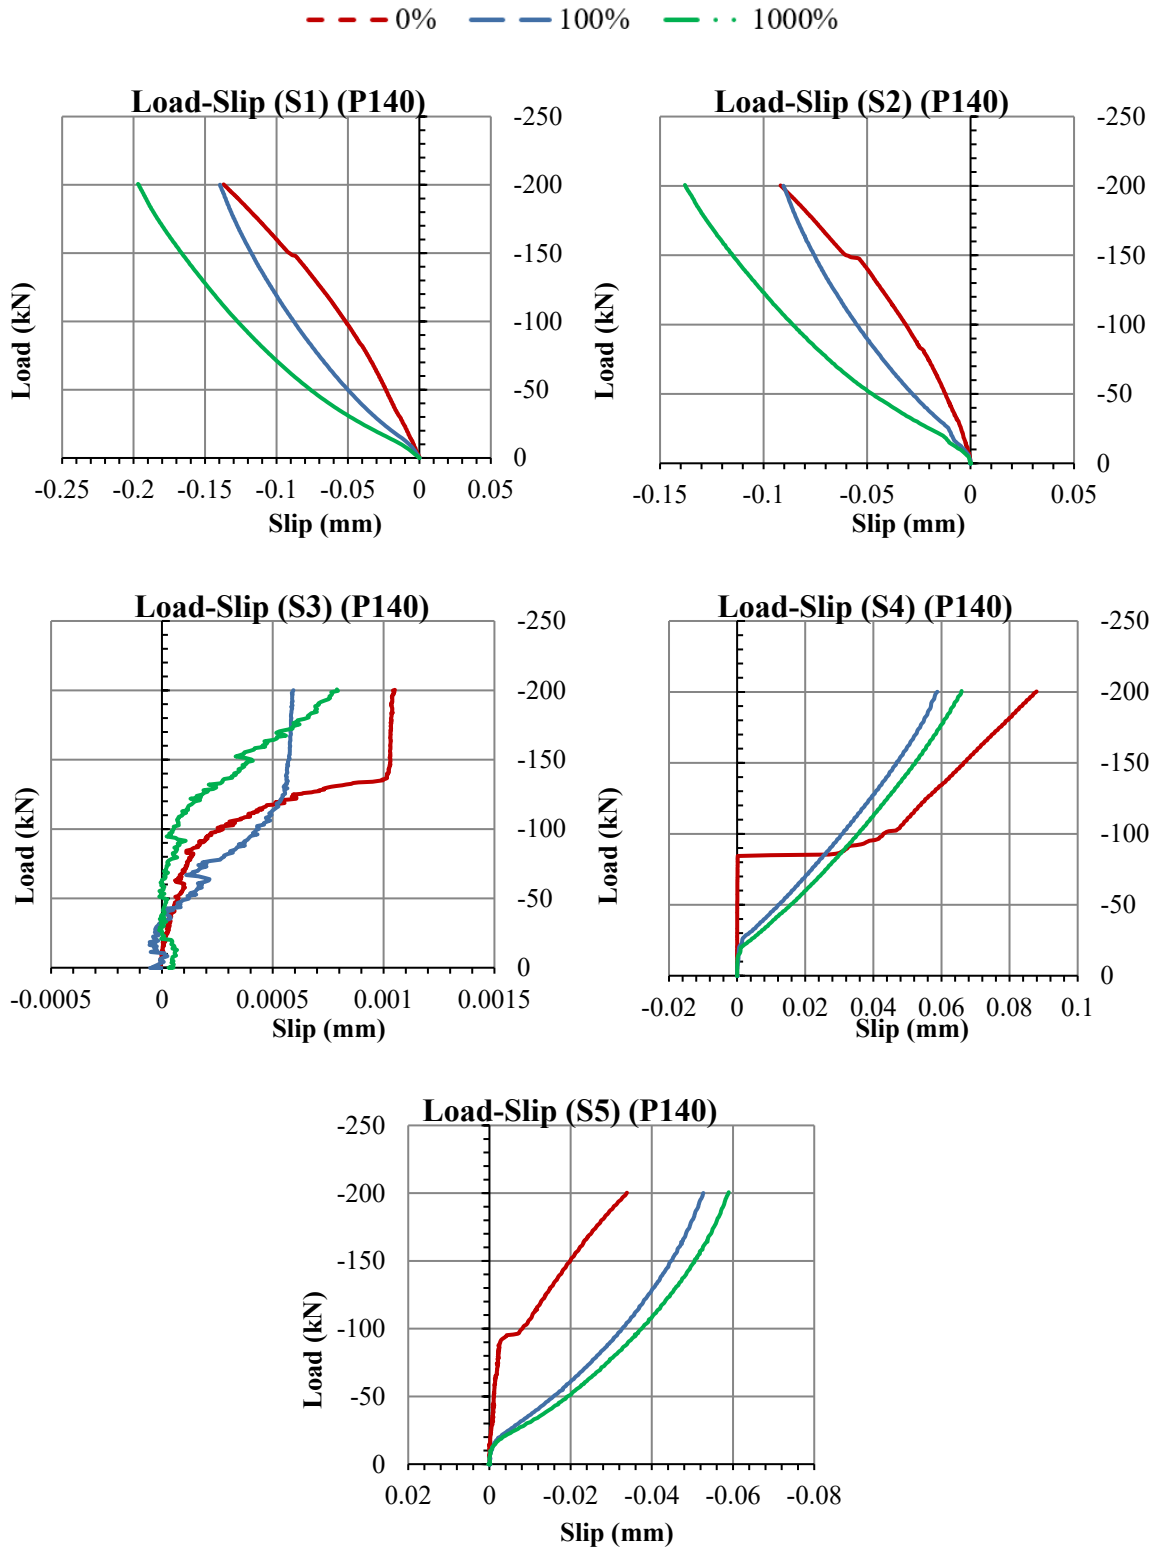 0% 100% 1000%
Load-Slip (S1) (P140)
-250
-200
-150
-100
-50
0
Load (kN)
-0.25 -0.2 -0.15 -0.1 -0.05 0 0.05
Slip (mm)
Load-Slip (S2) (P140)
-250
-200
-150
-100
-50
0
Load (kN)
-0.15 -0.1 -0.05 0 0.05
Slip (mm)
Load-Slip (S3) (P140)
-250
-200
-150
-100
-50
0
Load (kN)
-0.0005 0 0.0005 0.001 0.0015
Slip (mm)
Load-Slip (S4) (P140)
-250
-200
-150
-100
-50
0
Load (kN)
-0.02 0 0.02 0.04 0.06 0.08 0.1
Slip (mm)
Load-Slip (S5) (P140)
-250
-200
-150
-100
-50
0
Load (kN)
0.02 0 -0.02 -0.04 -0.06 -0.08
Slip (mm)